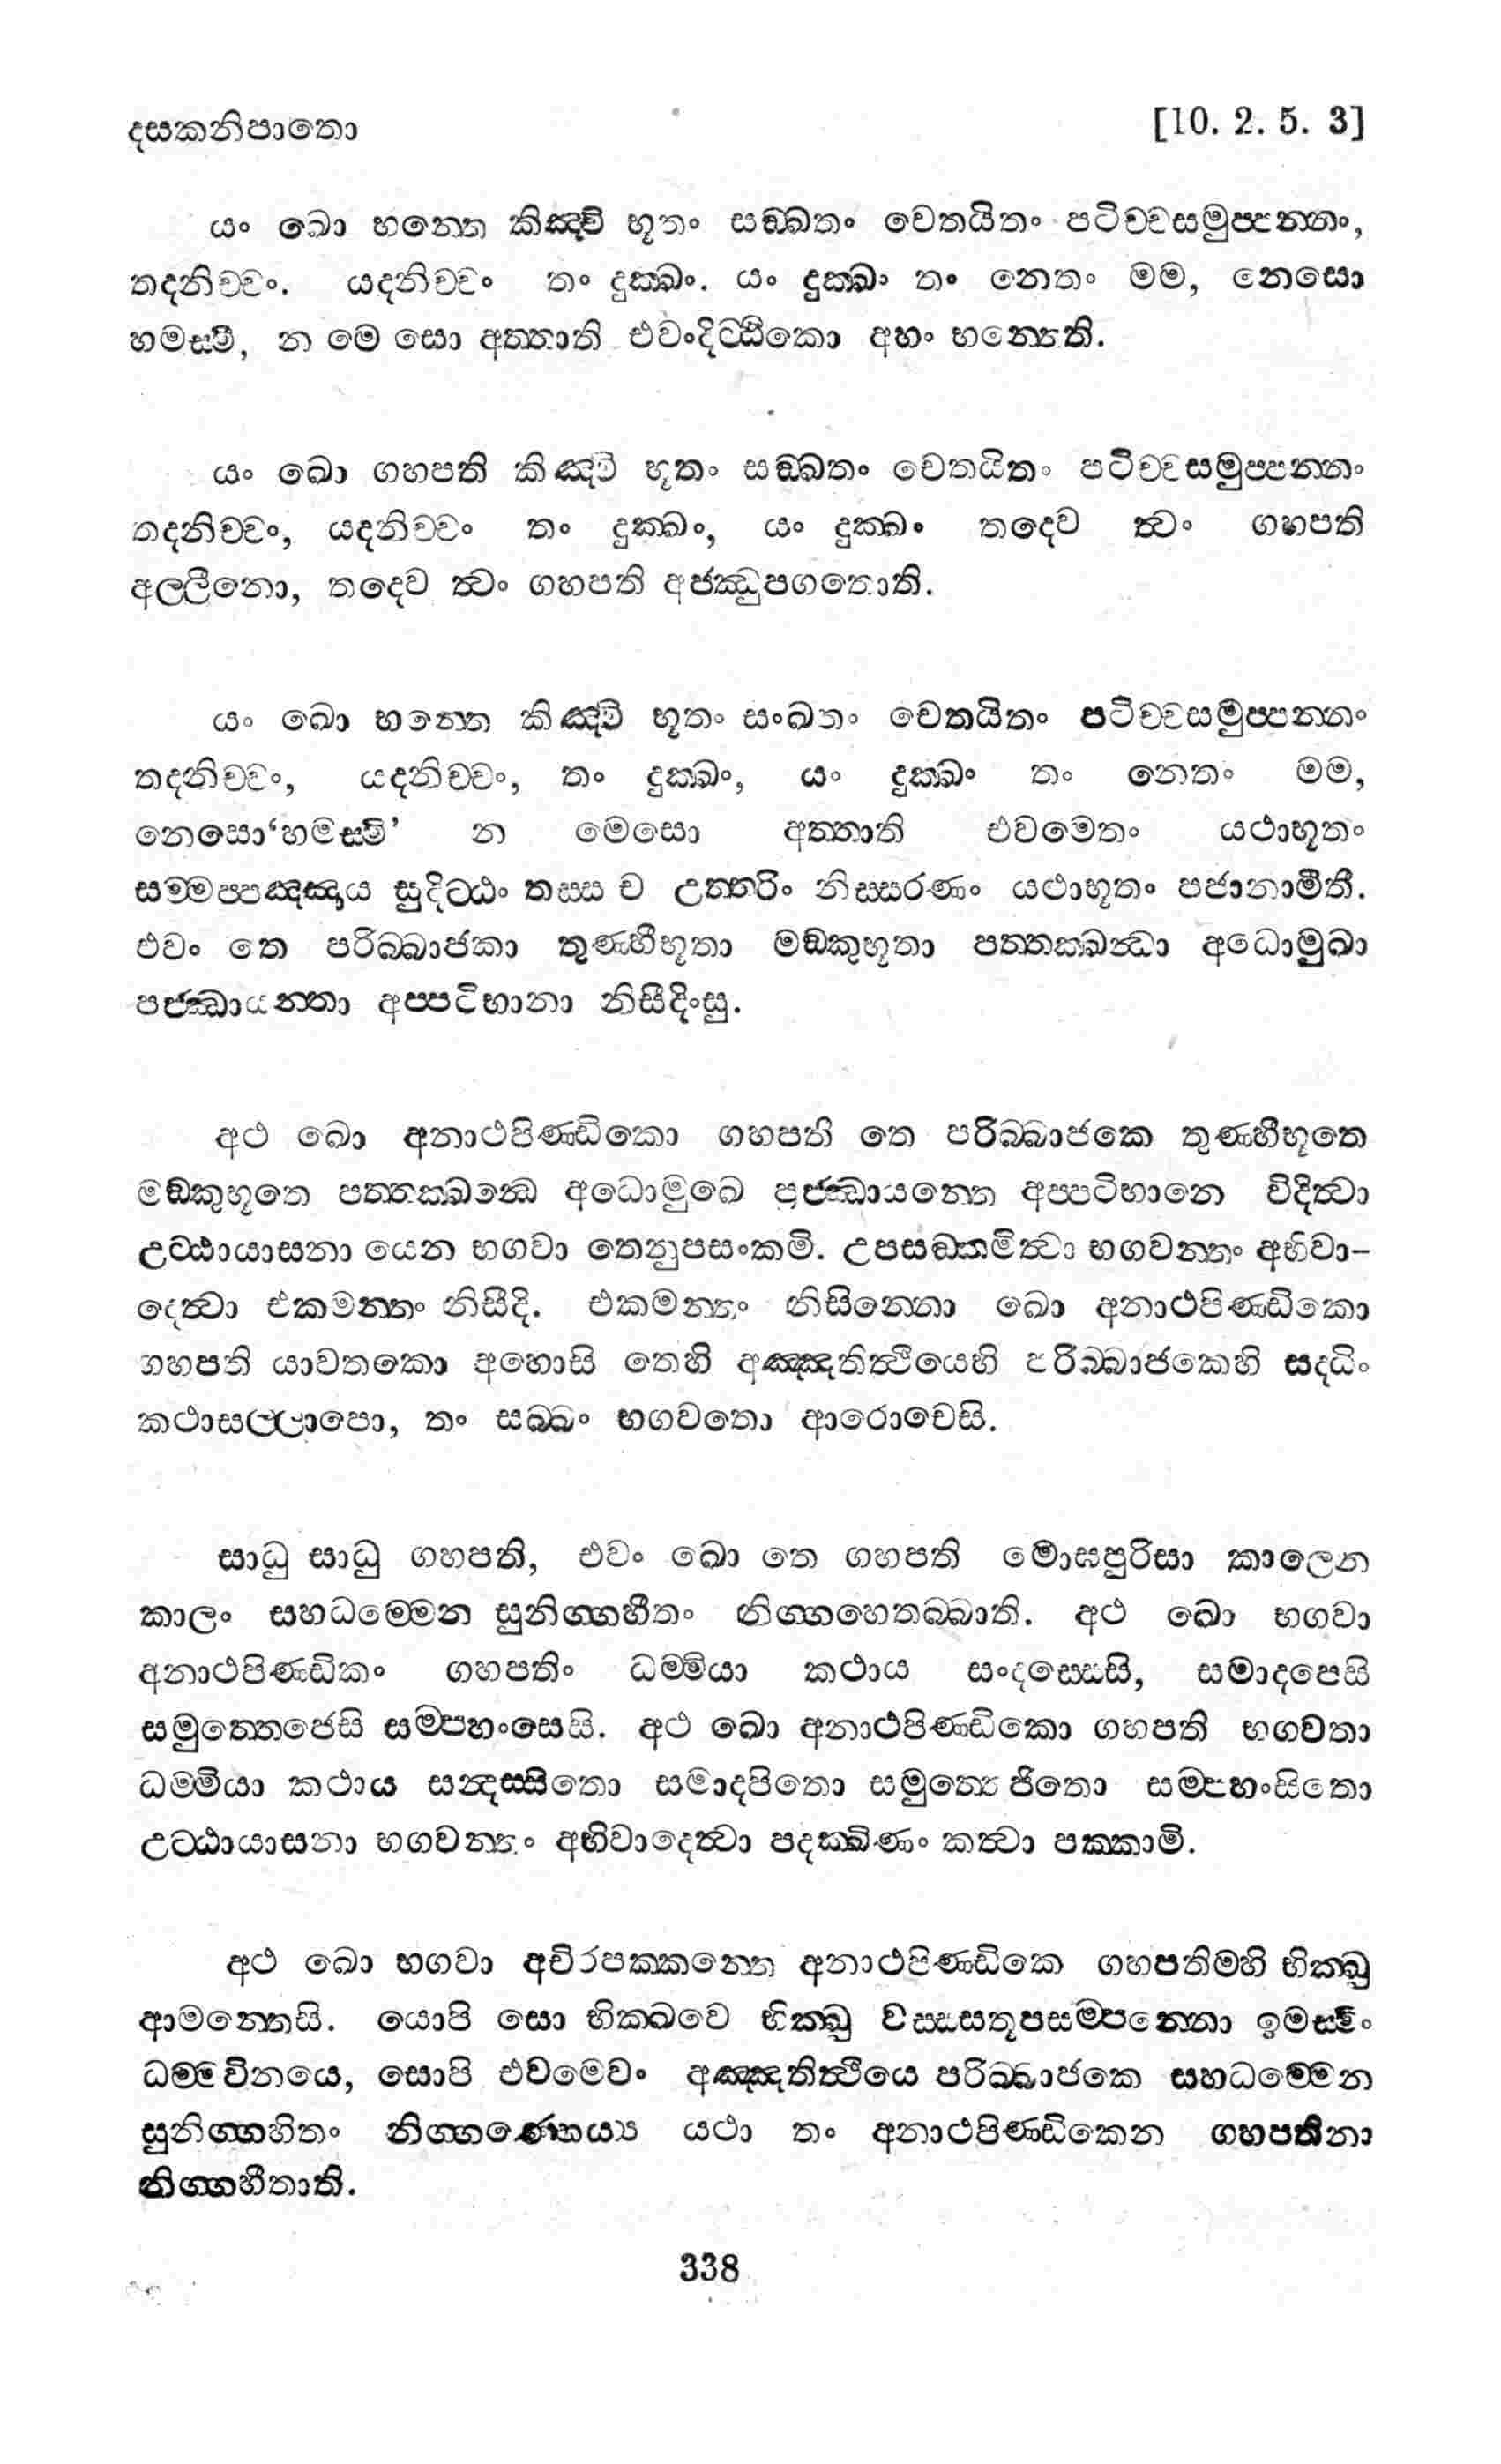 දසකනිපාතො [10. 2. 5. 3]
යං ඛො භන්තෙ කිඤ්චි භූතං සඞ්ඛතං චෙතයිතං පටිච්චසමුප්පන්නං,
තදනිච්චං. යදනිච්චං තං දුක්ඛං. යං දුක්ඛං තං නෙතං මම, නෙසො
හමස්මි, න මෙ සො අත්තාති එවංදිට්ඨිකො අහං භන්තෙති.
යං ඛො ගහපති කිඤ්චි භූතං සඞ්ඛතං චෙතයිතං පටිච්චසමුප්පන්නං
තදනිච්චං, යදනිච්චං තං දුක්ඛං, යං දුක්ඛං තදෙව ත්වං ගහපති
අල්ලීනො, තදෙව ත්වං ගහපති අජ්ඣුපගතොති.
යං ඛො භන්තෙ කිඤ්චි භූතං සංඛතං චෙතයිතං පටිච්චසමුප්පන්නං
තදනිච්චං, යදනිච්චං, තං දුක්ඛං, යං දුක්ඛං තං නෙතං මම,
නෙසො‘හමස්මි’ න මෙසො අත්තාති එවමෙතං යථාභූතං
සම්මප්පඤ්ඤාය සුදිට්ඨං තස්ස ච උත්තරිං නිස්සරණං යථාභූතං පජානාමීති.
එවං තෙ පරිබ්බාජකා තුණ්හීභූතා මඞ්කුභූතා පත්තක්ඛන්ධා අධොමුඛා
පජ්ඣායන්තා අප්පටිභානා නිසීදිංසු.
අථ ඛො අනාථපිණ්ඩිකො ගහපති තෙ පරිබ්බාජකෙ තුණ්හීභූතෙ
මඞ්කුභූතෙ පත්තක්ඛන්ධෙ අධොමුඛෙ පජ්ඣායන්තෙ අප්පටිභානෙ විදිත්වා
උට්ඨායාසනා යෙන භගවා තෙනුපසංකමි. උපසඞ්කමිත්වා භගවන්තං අභිවා-
දෙත්වා එකමන්තං නිසීදි. එකමන්තං නිසින්නො ඛො අනාථපිණ්ඩිකො
ගහපති යාවතකො අහොසි තෙහි අඤ්ඤතිත්ථියෙහි පරිබ්බාජකෙහි සද්ධිං
කථාසල්ලාපො, තං සබ්බං භගවතො ආරොචෙසි.
සාධු සාධු ගහපති, එවං ඛො තෙ ගහපති මොඝපුරිසා කාලෙන
කාලං සහධම්මෙන සුනිග්ගහීතං නිග්ගහෙතබ්බාති. අථ ඛො භගවා
අනාථපිණ්ඩිකං ගහපතිං ධම්මියා කථාය සංදස්සෙසි, සමාදපෙසි
සමුත්තෙජෙසි සම්පහංසෙසි. අථ ඛො අනාථපිණ්ඩිකො ගහපති භගවතා
ධම්මියා කථාය සන්දස්සිතො සමාදපිතො සමුත්තෙජිතො සම්පහංසිතො
උට්ඨායාසනා භගවන්තං අභිවාදෙත්වා පදක්ඛිණං කත්වා පක්කාමි.
අථ ඛො භගවා අචිරපක්කන්තෙ අනාථපිණ්ඩිකෙ ගහපතිම්හි භික්ඛූ
ආමන්තෙසි. යොපි සො භික්ඛවෙ භික්ඛු වස්සසතූපසම්පන්නො ඉමස්මිං
ධම්මවිනයෙ, සොපි එවමෙවං අඤ්ඤතිත්ථියෙ පරිබ්බාජකෙ සහධම්මෙන
සුනිග්ගහිතං නිග්ගණ්හෙය්‍ය යථා තං අනාථපිණ්ඩිකෙන ගහපතිනා
නිග්ගහීතාති.
338